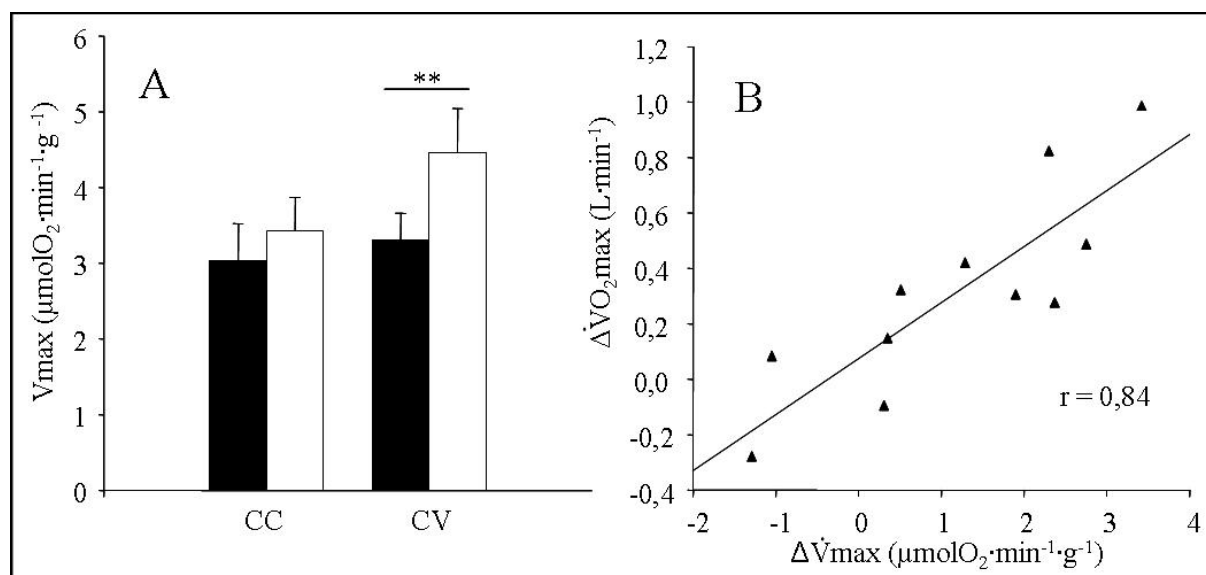 A
Vmax (µmolO₂·min⁻¹·g⁻¹)
6
5
4
3
2
1
0
**
CC
CV
B
ΔV̇O₂max (L·min⁻¹)
1,2
1,0
0,8
0,6
0,4
0,2
0,0
-0,2
-0,4
r = 0,84
-2 -1 0 1 2 3 4
ΔV̇max (µmolO₂·min⁻¹·g⁻¹)